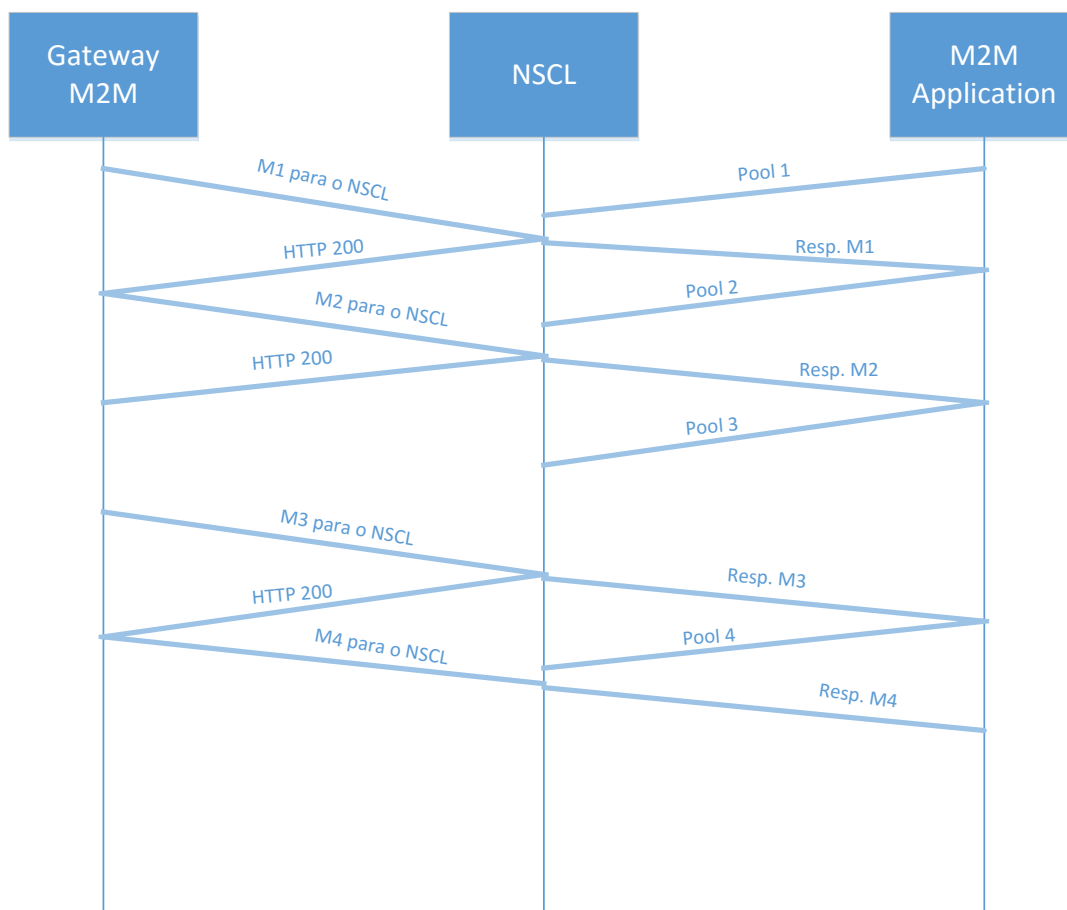 Gateway
M2M
NSCL
M2M
Application
M1 para o NSCL
Pool 1
HTTP 200
Resp. M1
M2 para o NSCL
Pool 2
HTTP 200
Resp. M2
Pool 3
M3 para o NSCL
HTTP 200
Resp. M3
M4 para o NSCL
Pool 4
Resp. M4